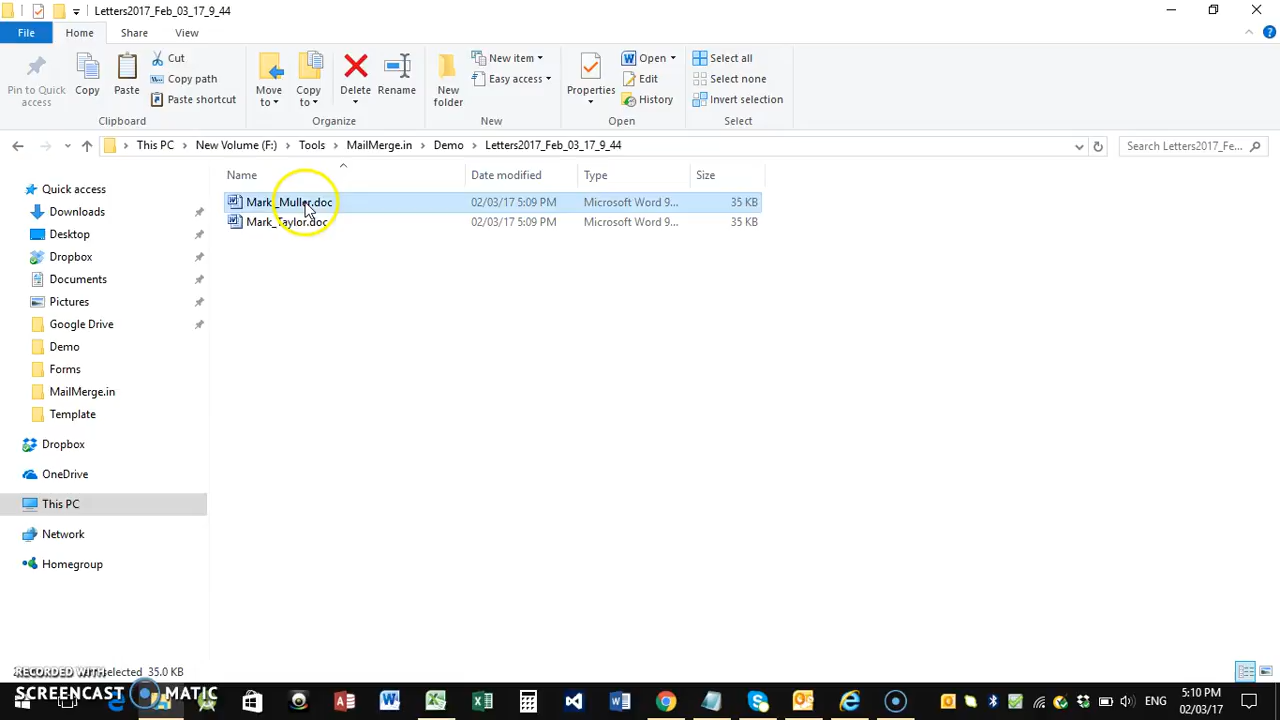 Letters2017_Feb_03_17_9_44
File Home Share View
Pin to Quick access
Copy
Paste
Cut
Copy path
Paste shortcut
Clipboard
Move to
Copy to
Delete
Rename
Organize
New folder
New item
Easy access
New
Properties
Open
Edit
History
Open
Select all
Select none
Invert selection
Select
This PC New Volume (F:) Tools MailMerge.in Demo Letters2017_Feb_03_17_9_44
Search Letters2017_Fe...
Name Date modified Type Size
Mark_Muller.doc 02/03/17 5:09 PM Microsoft Word 9... 35 KB
Mark_Taylor.doc 02/03/17 5:09 PM Microsoft Word 9... 35 KB
Quick access
Downloads
Desktop
Dropbox
Documents
Pictures
Google Drive
Demo
Forms
MailMerge.in
Template
Dropbox
OneDrive
This PC
Network
Homegroup
selected 35.0 KB
RECORDED WITH
SCREENCAST MATIC
ENG
5:10 PM
02/03/17